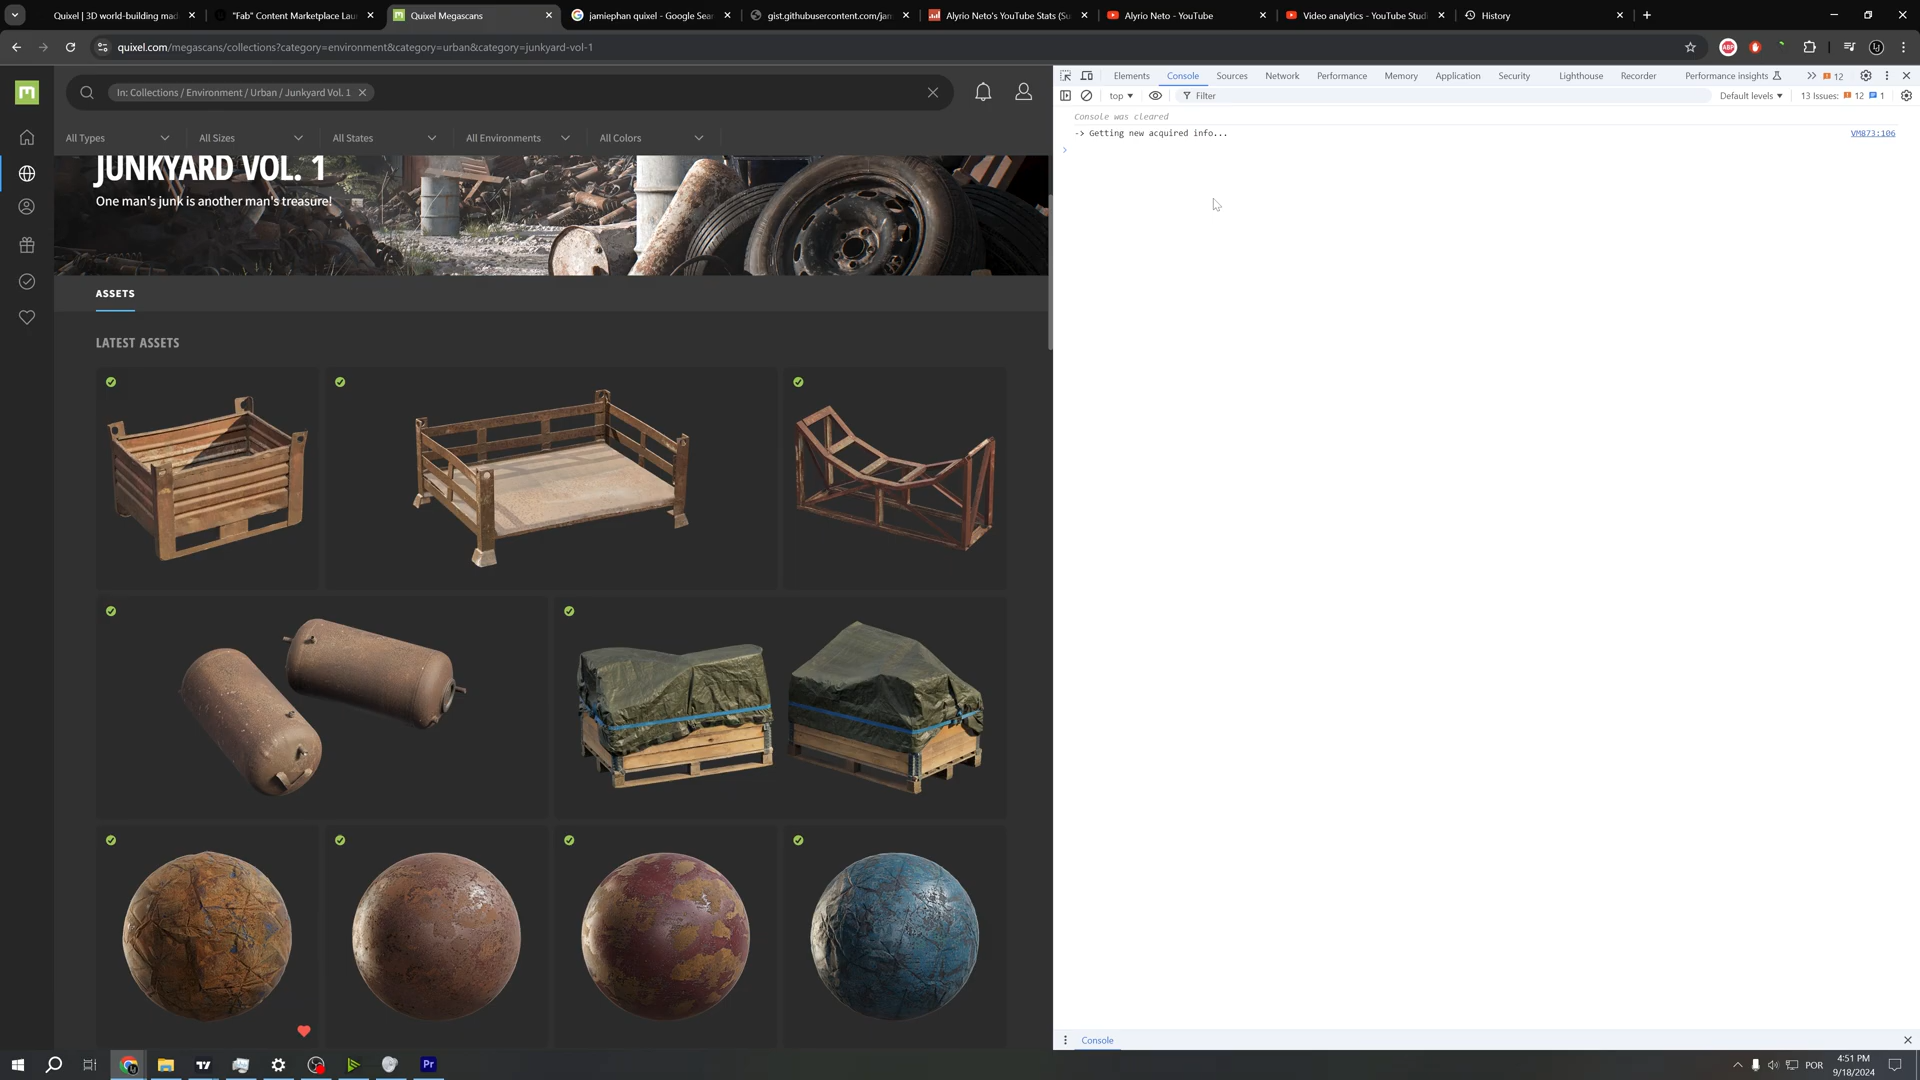 Quixel | 3D world-building mad
"Fab" Content Marketplace Lau
Quixel Megascans
jamiephan quixel - Google Sear
gist.githubusercontent.com/jam
Alyrio Neto's YouTube Stats (Su
Alyrio Neto - YouTube
Video analytics - YouTube Studi
History
quixel.com/megascans/collections?category=environment&category=urban&category=junkyard-vol-1
ABP
In: Collections / Environment / Urban / Junkyard Vol. 1
All Types
All Sizes
All States
All Environments
All Colors
JUNKYARD VOL. 1
One man's junk is another man's treasure!
ASSETS
LATEST ASSETS
Elements
Console
Sources
Network
Performance
Memory
Application
Security
Lighthouse
Recorder
Performance insights
12
top
Filter
Default levels
13 Issues:
12
1
Console was cleared
-> Getting new acquired info...
VM873:106
Console
Pr
POR
4:51 PM
9/18/2024